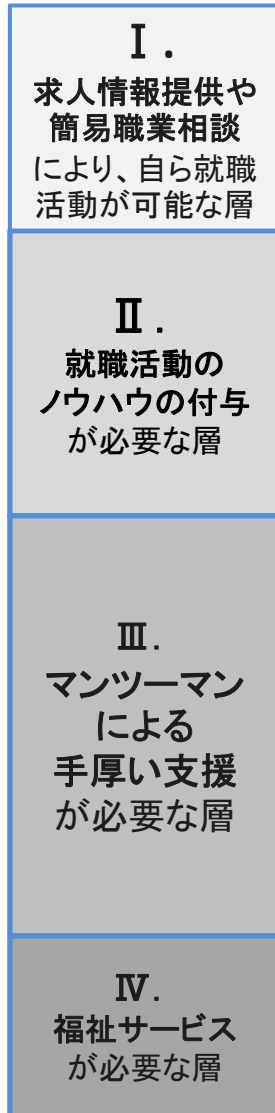 Ⅰ.
求人情報提供や
簡易職業相談
により、自ら就職
活動が可能な層
Ⅱ.
就職活動の
ノウハウの付与
が必要な層
Ⅲ.
マンツーマン
による
手厚い支援
が必要な層
Ⅳ.
福祉サービス
が必要な層